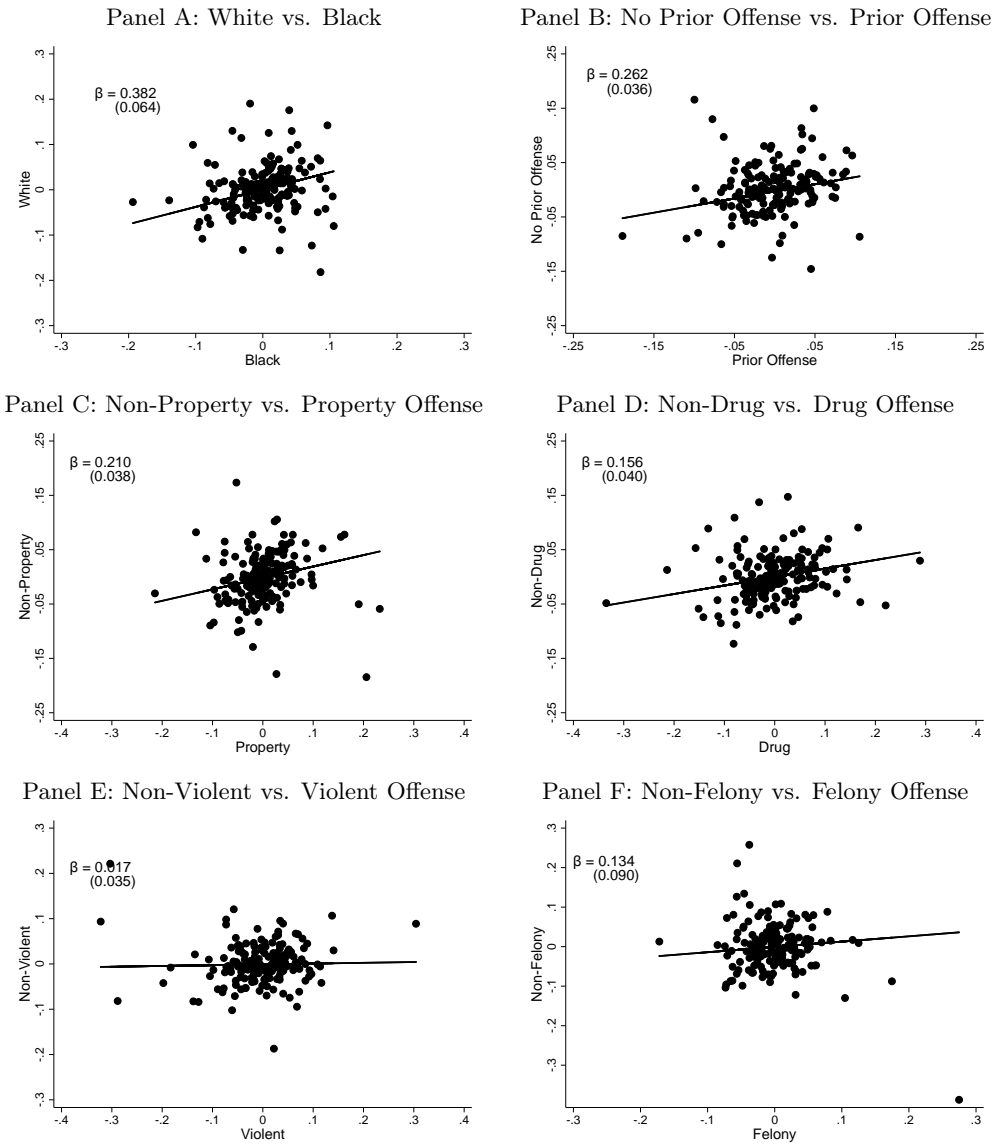 Panel A: White vs. Black
Panel B: No Prior Offense vs. Prior Offense
β = 0.382
(0.064)
White
.3
.2
.1
0
-.1
-.2
-.3
-.3 -.2 -.1 0 .1 .2 .3
Black
β = 0.262
(0.036)
No Prior Offense
.25
.15
.05
-.05
-.15
-.25
-.25 -.15 -.05 .05 .15 .25
Prior Offense
Panel C: Non-Property vs. Property Offense
Panel D: Non-Drug vs. Drug Offense
β = 0.210
(0.038)
Non-Property
.25
.15
.05
-.05
-.15
-.25
-.4 -.3 -.2 -.1 0 .1 .2 .3 .4
Property
β = 0.156
(0.040)
Non-Drug
.25
.15
.05
-.05
-.15
-.25
-.4 -.3 -.2 -.1 0 .1 .2 .3 .4
Drug
Panel E: Non-Violent vs. Violent Offense
Panel F: Non-Felony vs. Felony Offense
β = 0.017
(0.035)
Non-Violent
.3
.2
.1
0
-.1
-.2
-.3
-.4 -.3 -.2 -.1 0 .1 .2 .3 .4
Violent
β = 0.134
(0.090)
Non-Felony
.3
.2
.1
0
-.1
-.2
-.3
-.3 -.2 -.1 0 .1 .2 .3
Felony